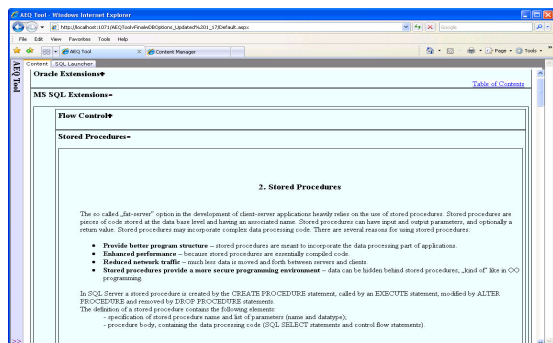 AEQ Tool - Windows Internet Explorer
http://localhost:1071/AEQToolvFinalwDBOptions_Updated%201_17/Default.aspx
Google
File Edit View Favorites Tools Help
AEQ Tool
Content Manager
Page
Tools
AEQ Tool
Content
SQL Launcher
Oracle Extensions+
Table of Contents
MS SQL Extensions-
Flow Control+
Stored Procedures-
2. Stored Procedures
The so called „fat-server” option in the development of client-server applications heavily relies on the use of stored procedures. Stored procedures are
pieces of code stored at the data base level and having an associated name. Stored procedures can have input and output parameters, and optionally a
return value. Stored procedures may incorporate complex data processing code. There are several reasons for using stored procedures:
● Provide better program structure – stored procedures are meant to incorporate the data processing part of applications.
● Enhanced performance – because stored procedures are essentially compiled code.
● Reduced network traffic – much less data is moved and forth between servers and clients.
● Stored procedures provide a more secure programming environment – data can be hidden behind stored procedures, „kind of” like in OO
programming.
In SQL Server a stored procedure is created by the CREATE PROCEDURE statement, called by an EXECUTE statement, modified by ALTER
PROCEDURE and removed by DROP PROCEDURE statements.
The definition of a stored procedure contains the following elements:
- specification of stored procedure name and list of parameters (name and datatype);
- procedure body, containing the data processing code (SQL SELECT statements and control flow statements).
>>